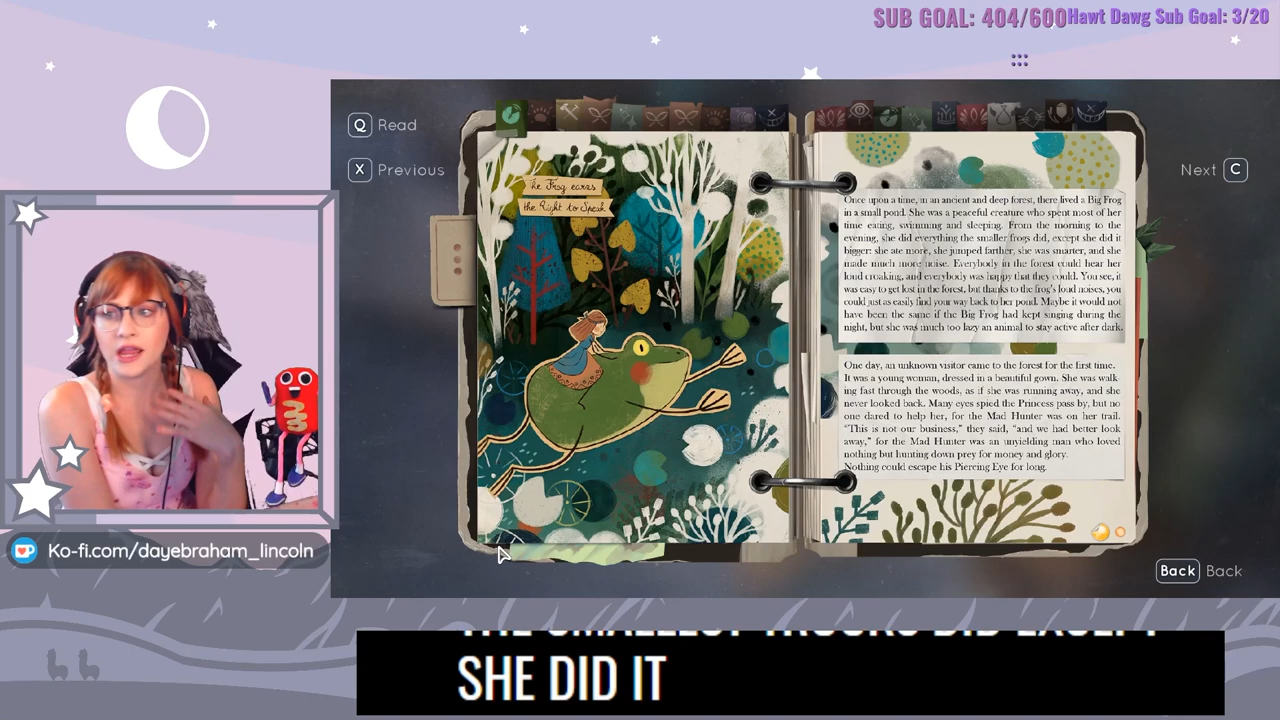 SUB GOAL: 404/600
Hawt Dawg Sub Goal: 3/20
Q Read
X Previous
Next C
The Frog earns
the Right to Speak
Once upon a time, in an ancient and deep forest, there lived a Big Frog
in a small pond. She was a peaceful creature who spent most of her
time eating, swimming and sleeping. From the morning to the
evening, she did everything the smaller frogs did, except she did it
bigger: she ate more, she jumped farther, she was smarter, and she
made much more noise. Everybody in the forest could hear her
loud croaking, and everybody was happy that they could. You see, it
was easy to get lost in the forest, but thanks to the frog's loud noises, you
could just as easily find your way back to her pond. Maybe it would not
have been the same if the Big Frog had kept singing during the
night, but she was much too lazy an animal to stay active after dark.
One day, an unknown visitor came to the forest for the first time.
It was a young woman, dressed in a beautiful gown. She was walk-
ing fast through the woods, as if she was running away, and she
never looked back. Many eyes spied the Princess pass by, but no
one dared to help her, for the Mad Hunter was on her trail.
"This is not our business," they said, "and we had better look
away," for the Mad Hunter was an unyielding man who loved
nothing but hunting down prey for money and glory.
Nothing could escape his Piercing Eye for long.
Ko-fi.com/dayebraham_lincoln
Back Back
SHE DID IT